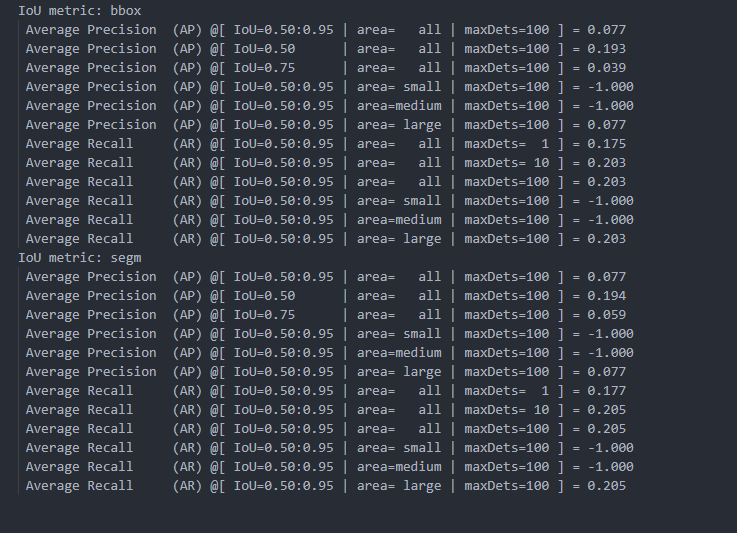 IoU metric: bbox
 Average Precision  (AP) @[ IoU=0.50:0.95 | area=   all | maxDets=100 ] = 0.077
 Average Precision  (AP) @[ IoU=0.50      | area=   all | maxDets=100 ] = 0.193
 Average Precision  (AP) @[ IoU=0.75      | area=   all | maxDets=100 ] = 0.039
 Average Precision  (AP) @[ IoU=0.50:0.95 | area= small | maxDets=100 ] = -1.000
 Average Precision  (AP) @[ IoU=0.50:0.95 | area=medium | maxDets=100 ] = -1.000
 Average Precision  (AP) @[ IoU=0.50:0.95 | area= large | maxDets=100 ] = 0.077
 Average Recall     (AR) @[ IoU=0.50:0.95 | area=   all | maxDets=  1 ] = 0.175
 Average Recall     (AR) @[ IoU=0.50:0.95 | area=   all | maxDets= 10 ] = 0.203
 Average Recall     (AR) @[ IoU=0.50:0.95 | area=   all | maxDets=100 ] = 0.203
 Average Recall     (AR) @[ IoU=0.50:0.95 | area= small | maxDets=100 ] = -1.000
 Average Recall     (AR) @[ IoU=0.50:0.95 | area=medium | maxDets=100 ] = -1.000
 Average Recall     (AR) @[ IoU=0.50:0.95 | area= large | maxDets=100 ] = 0.203
IoU metric: segm
 Average Precision  (AP) @[ IoU=0.50:0.95 | area=   all | maxDets=100 ] = 0.077
 Average Precision  (AP) @[ IoU=0.50      | area=   all | maxDets=100 ] = 0.194
 Average Precision  (AP) @[ IoU=0.75      | area=   all | maxDets=100 ] = 0.059
 Average Precision  (AP) @[ IoU=0.50:0.95 | area= small | maxDets=100 ] = -1.000
 Average Precision  (AP) @[ IoU=0.50:0.95 | area=medium | maxDets=100 ] = -1.000
 Average Precision  (AP) @[ IoU=0.50:0.95 | area= large | maxDets=100 ] = 0.077
 Average Recall     (AR) @[ IoU=0.50:0.95 | area=   all | maxDets=  1 ] = 0.177
 Average Recall     (AR) @[ IoU=0.50:0.95 | area=   all | maxDets= 10 ] = 0.205
 Average Recall     (AR) @[ IoU=0.50:0.95 | area=   all | maxDets=100 ] = 0.205
 Average Recall     (AR) @[ IoU=0.50:0.95 | area= small | maxDets=100 ] = -1.000
 Average Recall     (AR) @[ IoU=0.50:0.95 | area=medium | maxDets=100 ] = -1.000
 Average Recall     (AR) @[ IoU=0.50:0.95 | area= large | maxDets=100 ] = 0.205